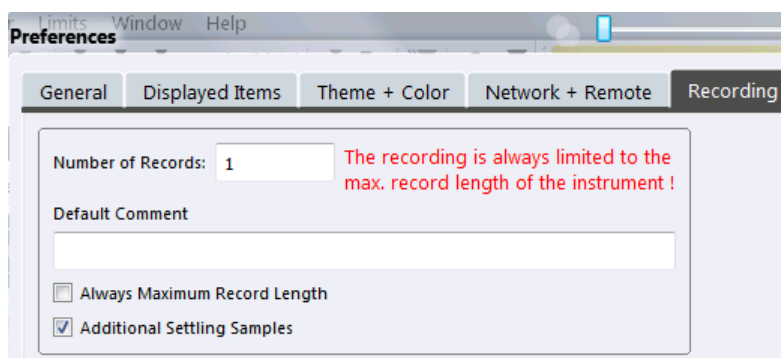 Limits Window Help
Preferences
General Displayed Items Theme + Color Network + Remote Recording
Number of Records: 1 The recording is always limited to the
max. record length of the instrument !
Default Comment
Always Maximum Record Length
Additional Settling Samples